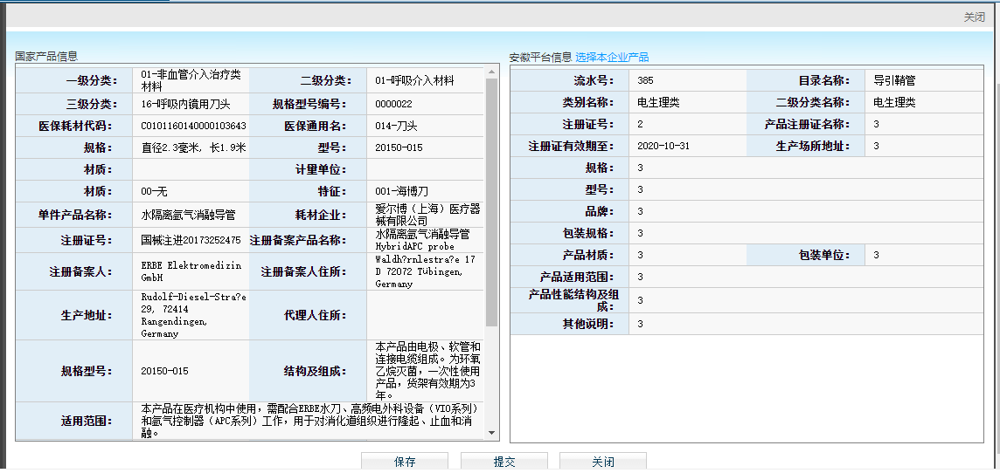 关闭
国家产品信息
一级分类: 01-非血管介入治疗类
材料
二级分类: 01-呼吸介入材料
三级分类: 16-呼吸内镜用刀头
规格型号编号: 0000022
医保耗材代码: C0101160140000103643
医保通用名: 014-刀头
规格: 直径2.3毫米, 长1.9米
型号: 20150-015
材质:
计量单位:
材质: 00-无
特征: 001-海博刀
单件产品名称: 水隔离氩气消融导管
耗材企业: 爱尔博（上海）医疗器
械有限公司
注册证号: 国械注进20173252475
注册备案产品名称: 水隔离氩气消融导管
HybridAPC probe
注册备案人: ERBE Elektromedizin
GmbH
注册备案人住所: Waldh?rnlestra?e 17
D 72072 Tubingen,
Germany
生产地址: Rudolf-Diesel-Stra?e
29, 72414
Rangendingen,
Germany
代理人住所:
规格型号: 20150-015
结构及组成: 本产品由电极、软管和
连接电缆组成。为环氧
乙烷灭菌，一次性使用
产品，货架有效期为3
年。
适用范围: 本产品在医疗机构中使用，需配合ERBE水刀、高频电外科设备（VIO系列）
和氩气控制器（APC系列）工作，用于对消化道组织进行隆起、止血和消
融。
安徽平台信息 选择本企业产品
流水号: 385
目录名称: 导引鞘管
类别名称: 电生理类
二级分类名称: 电生理类
注册证号: 2
产品注册证名称: 3
注册证有效期至: 2020-10-31
生产场所地址: 3
规格: 3
型号: 3
品牌: 3
包装规格: 3
产品材质: 3
包装单位: 3
产品适用范围: 3
产品性能结构及组
成: 3
其他说明: 3
保存
提交
关闭